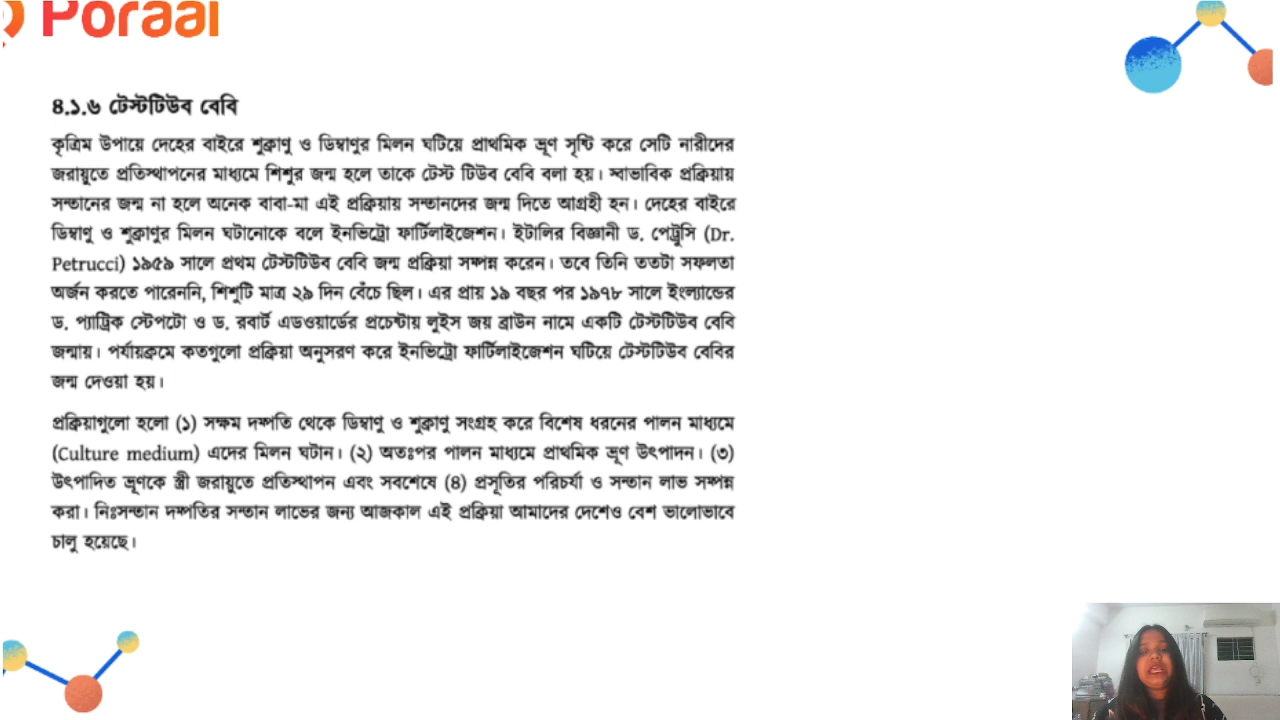 Poraai
৪.১.৬ টেস্টটিউব বেবি
কৃত্রিম উপায়ে দেহের বাইরে শুক্রাণু ও ডিম্বাণুর মিলন ঘটিয়ে প্রাথমিক ভ্রূণ সৃষ্টি করে সেটি নারীদের
জরায়ুতে প্রতিস্থাপনের মাধ্যমে শিশুর জন্ম হলে তাকে টেস্ট টিউব বেবি বলা হয়। স্বাভাবিক প্রক্রিয়ায়
সন্তানের জন্ম না হলে অনেক বাবা-মা এই প্রক্রিয়ায় সন্তানদের জন্ম দিতে আগ্রহী হন। দেহের বাইরে
ডিম্বাণু ও শুক্রাণুর মিলন ঘটানোকে বলে ইনভিট্রো ফার্টিলাইজেশন। ইটালির বিজ্ঞানী ড. পেট্রুসি (Dr.
Petrucci) ১৯৫৯ সালে প্রথম টেস্টটিউব বেবি জন্ম প্রক্রিয়া সম্পন্ন করেন। তবে তিনি ততটা সফলতা
অর্জন করতে পারেননি, শিশুটি মাত্র ২৯ দিন বেঁচে ছিল। এর প্রায় ১৯ বছর পর ১৯৭৮ সালে ইংল্যান্ডের
ড. প্যাট্রিক স্টেপটো ও ড. রবার্ট এডওয়ার্ডের প্রচেষ্টায় লুইস জয় ব্রাউন নামে একটি টেস্টটিউব বেবি
জন্মায়। পর্যায়ক্রমে কতগুলো প্রক্রিয়া অনুসরণ করে ইনভিট্রো ফার্টিলাইজেশন ঘটিয়ে টেস্টটিউব বেবির
জন্ম দেওয়া হয়।
প্রক্রিয়াগুলো হলো (১) সক্ষম দম্পতি থেকে ডিম্বাণু ও শুক্রাণু সংগ্রহ করে বিশেষ ধরনের পালন মাধ্যমে
(Culture medium) এদের মিলন ঘটান। (২) অতঃপর পালন মাধ্যমে প্রাথমিক ভ্রূণ উৎপাদন। (৩)
উৎপাদিত ভ্রূণকে স্ত্রী জরায়ুতে প্রতিস্থাপন এবং সবশেষে (৪) প্রসূতির পরিচর্যা ও সন্তান লাভ সম্পন্ন
করা। নিঃসন্তান দম্পতির সন্তান লাভের জন্য আজকাল এই প্রক্রিয়া আমাদের দেশেও বেশ ভালোভাবে
চালু হয়েছে।